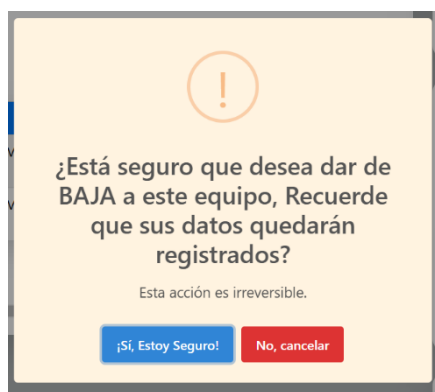 !
¿Está seguro que desea dar de
BAJA a este equipo, Recuerde
que sus datos quedarán
registrados?
Esta acción es irreversible.
¡Sí, Estoy Seguro!
No, cancelar